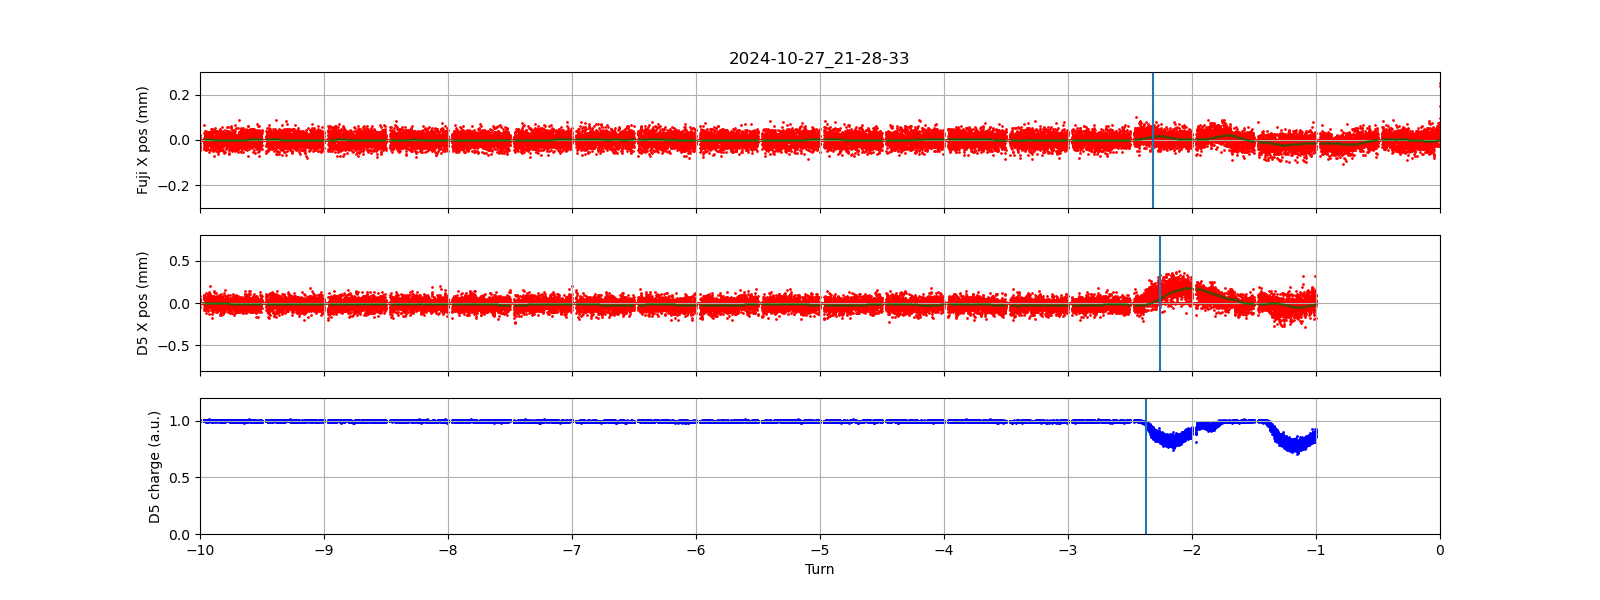 2024-10-27_21-28-33
Fuji X pos (mm)
0.2
0.0
−0.2
D5 X pos (mm)
0.5
0.0
−0.5
D5 charge (a.u.)
1.0
0.5
0.0
−10 −9 −8 −7 −6 −5 −4 −3 −2 −1 0
Turn